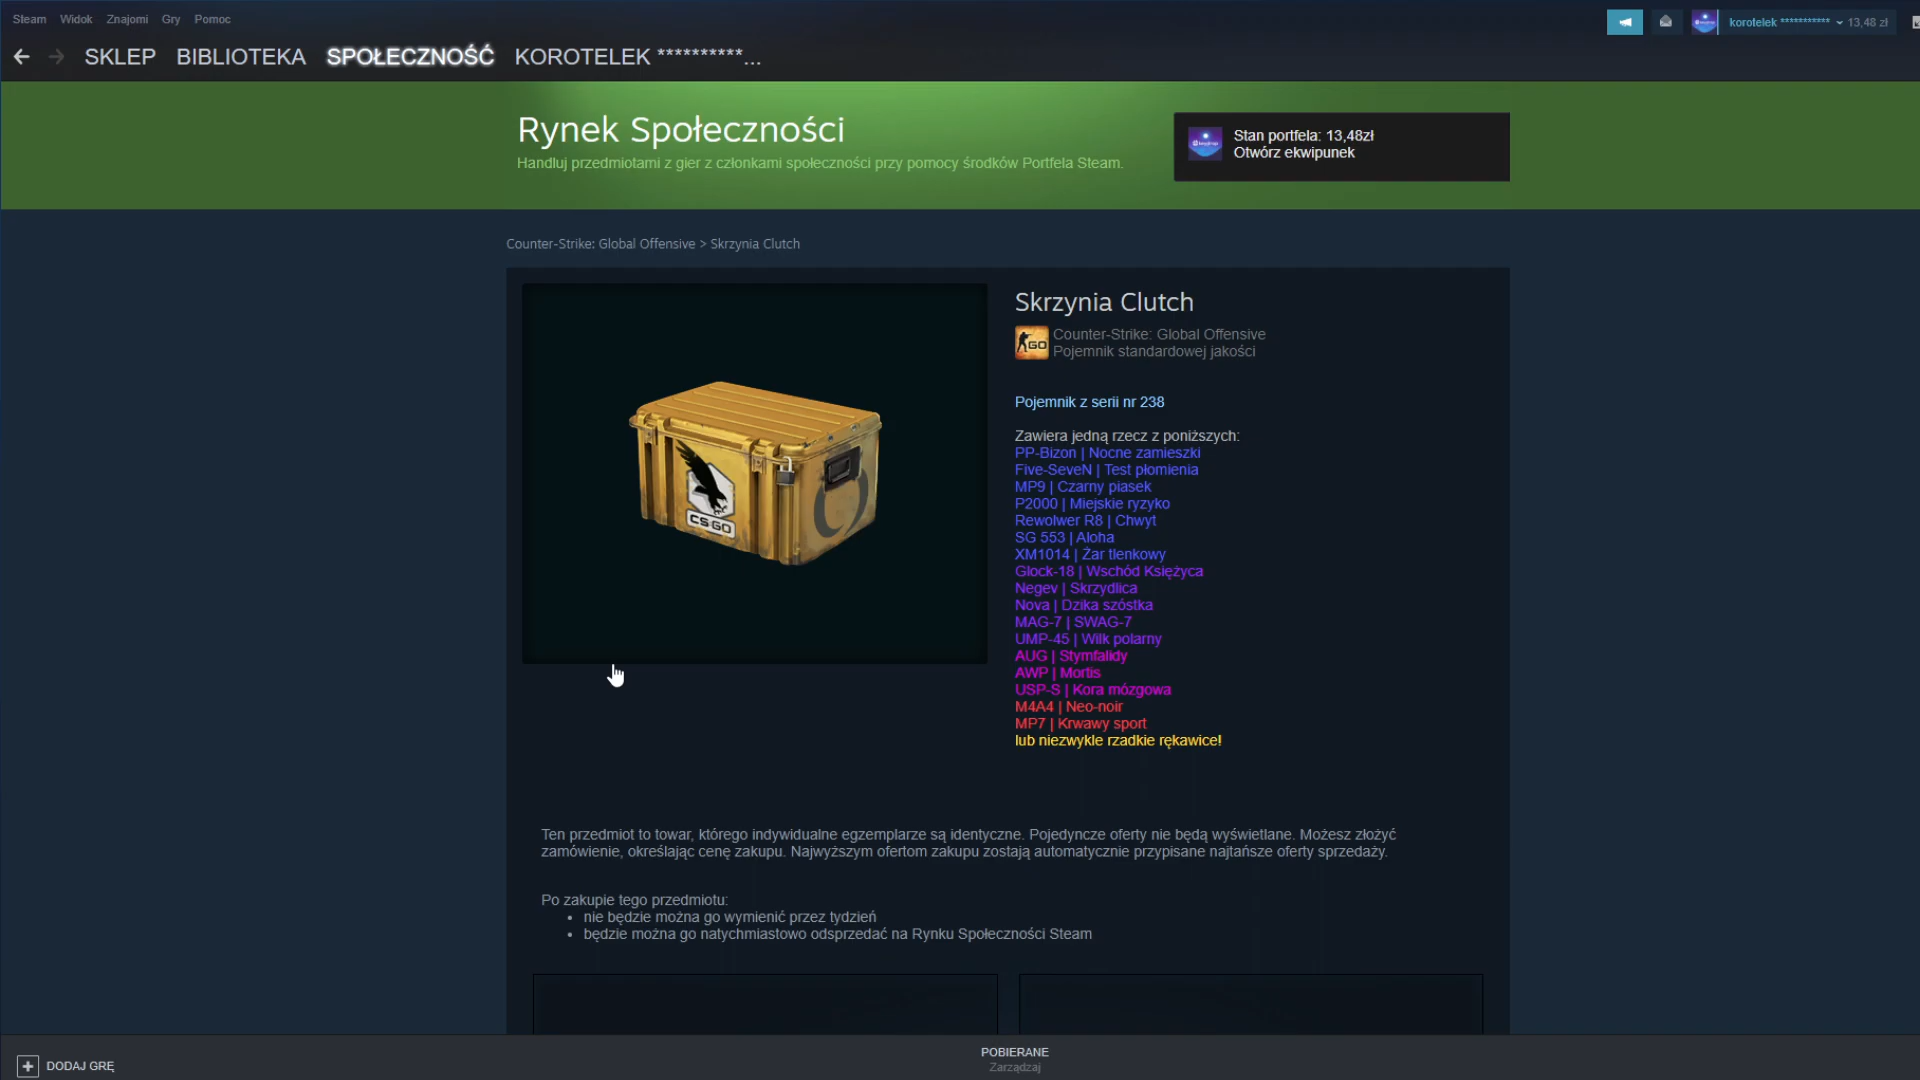 Steam Widok Znajomi Gry Pomoc
korotelek *********** 13,48 zł
SKLEP BIBLIOTEKA SPOŁECZNOŚĆ KOROTELEK **********...
Rynek Społeczności
Handluj przedmiotami z gier z członkami społeczności przy pomocy środków Portfela Steam.
Stan portfela: 13,48zł
Otwórz ekwipunek
Counter-Strike: Global Offensive > Skrzynia Clutch
CS:GO
Skrzynia Clutch
GO
Counter-Strike: Global Offensive
Pojemnik standardowej jakości
Pojemnik z serii nr 238
Zawiera jedną rzecz z poniższych:
PP-Bizon | Nocne zamieszki
Five-SeveN | Test płomienia
MP9 | Czarny piasek
P2000 | Miejskie ryzyko
Rewolwer R8 | Chwyt
SG 553 | Aloha
XM1014 | Żar tlenkowy
Glock-18 | Wschód Księżyca
Negev | Skrzydlica
Nova | Dzika szóstka
MAG-7 | SWAG-7
UMP-45 | Wilk polarny
AUG | Stymfalidy
AWP | Mortis
USP-S | Kora mózgowa
M4A4 | Neo-noir
MP7 | Krwawy sport
lub niezwykle rzadkie rękawice!
Ten przedmiot to towar, którego indywidualne egzemplarze są identyczne. Pojedyncze oferty nie będą wyświetlane. Możesz złożyć
zamówienie, określając cenę zakupu. Najwyższym ofertom zakupu zostają automatycznie przypisane najtańsze oferty sprzedaży.
Po zakupie tego przedmiotu:
• nie będzie można go wymienić przez tydzień
• będzie można go natychmiastowo odsprzedać na Rynku Społeczności Steam
DODAJ GRĘ
POBIERANE
Zarządzaj